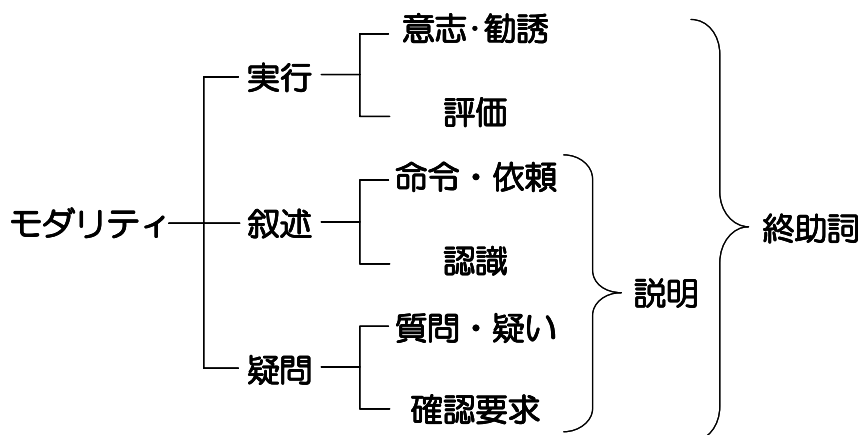 モダリティ
実行
意志・勧誘
評価
叙述
命令・依頼
認識
疑問
質問・疑い
確認要求
説明
終助詞